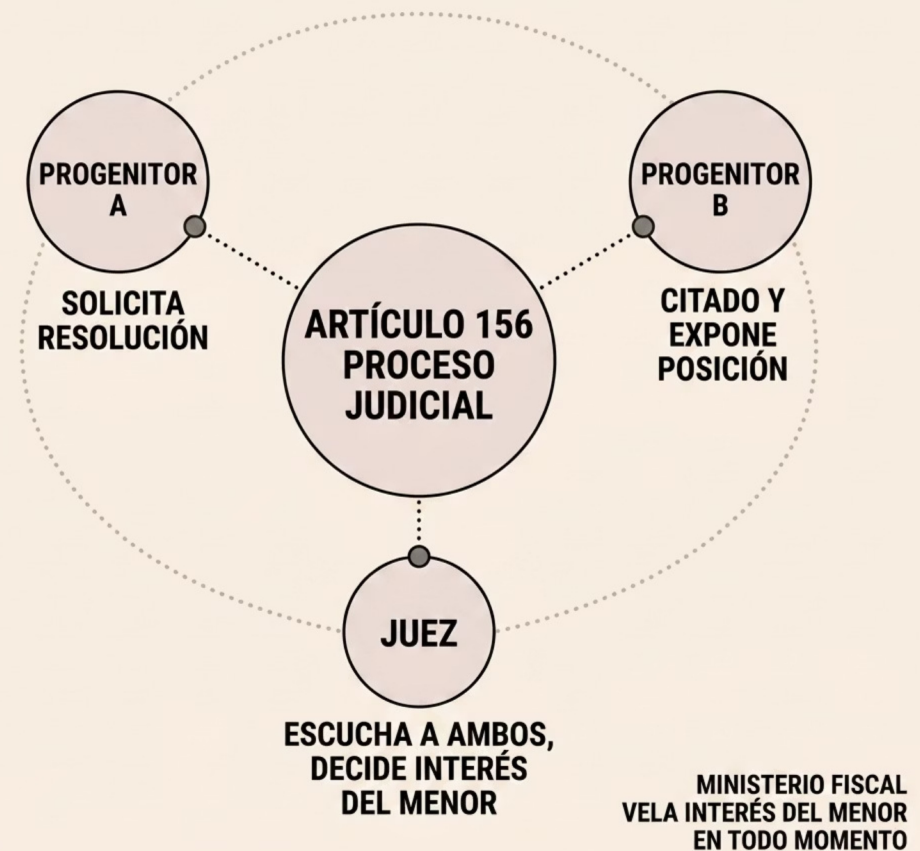 PROGENITOR
A
PROGENITOR
B
SOLICITA
RESOLUCIÓN
ARTÍCULO 156
PROCESO
JUDICIAL
CITADO Y
EXPONE
POSICIÓN
JUEZ
ESCUCHA A AMBOS,
DECIDE INTERÉS
DEL MENOR
MINISTERIO FISCAL
VELA INTERÉS DEL MENOR
EN TODO MOMENTO